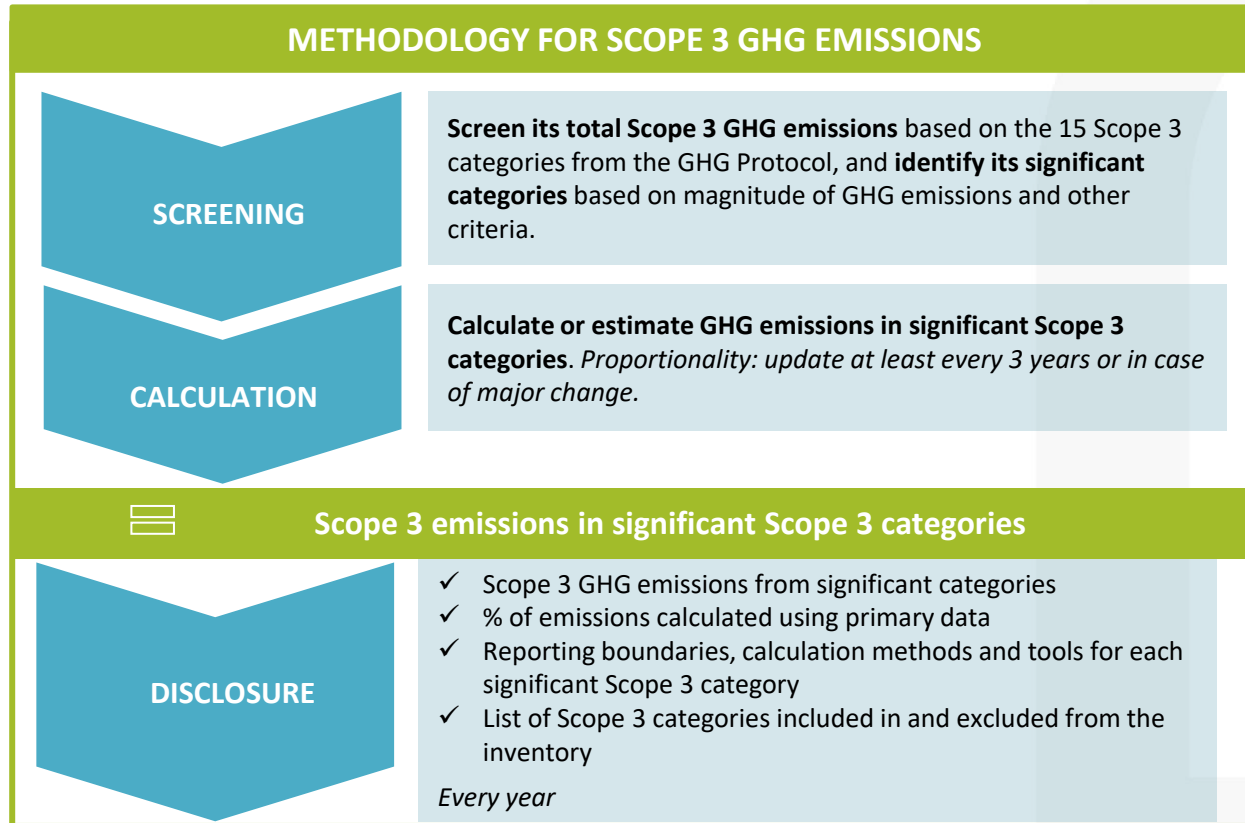 METHODOLOGY FOR SCOPE 3 GHG EMISSIONS
SCREENING
Screen its total Scope 3 GHG emissions based on the 15 Scope 3
categories from the GHG Protocol, and identify its significant
categories based on magnitude of GHG emissions and other
criteria.
CALCULATION
Calculate or estimate GHG emissions in significant Scope 3
categories. Proportionality: update at least every 3 years or in case
of major change.
Scope 3 emissions in significant Scope 3 categories
DISCLOSURE
✓ Scope 3 GHG emissions from significant categories
✓ % of emissions calculated using primary data
✓ Reporting boundaries, calculation methods and tools for each
significant Scope 3 category
✓ List of Scope 3 categories included in and excluded from the
inventory
Every year